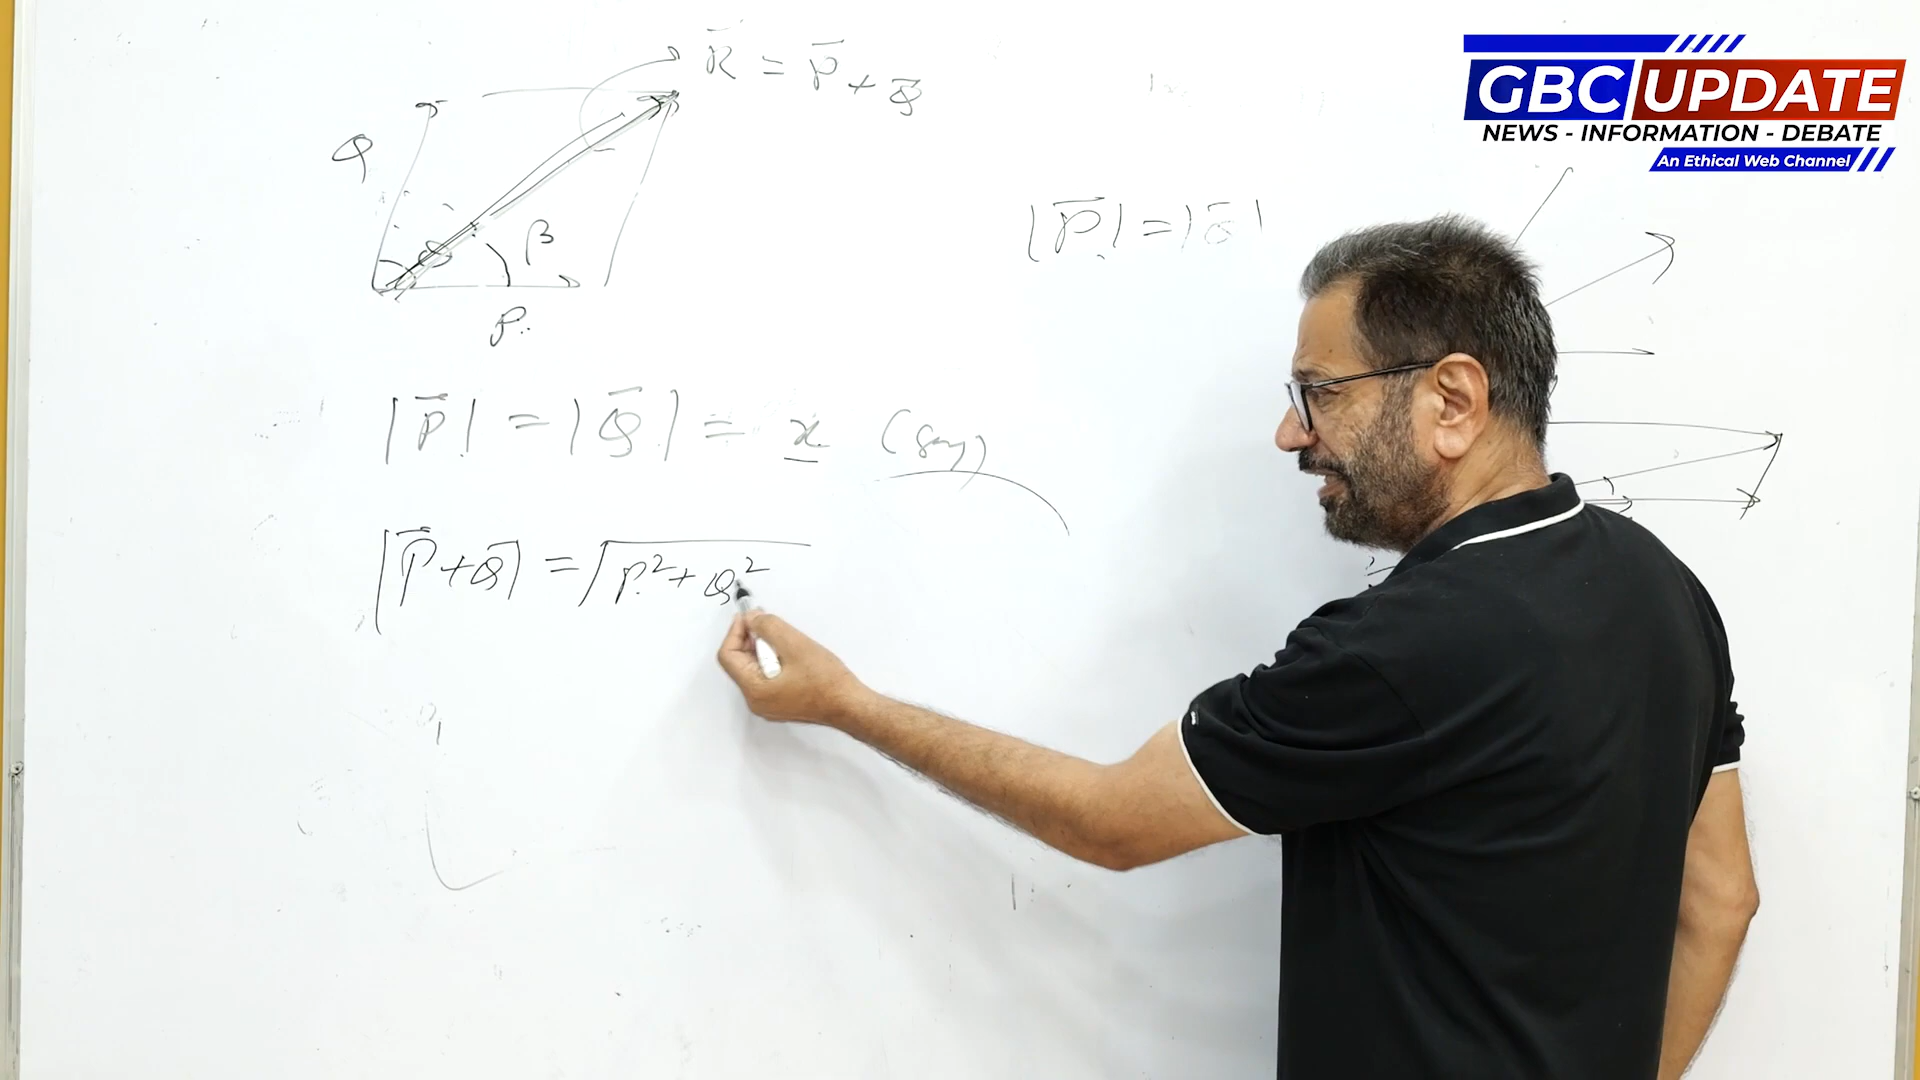 R̄ = P̄ + Q̄
GBC UPDATE
NEWS - INFORMATION - DEBATE
An Ethical Web Channel
Q
|P̄| = |Q̄|
β
P
|P̄| = |Q̄| = x (say)
|P̄+Q̄| = √P²+Q²